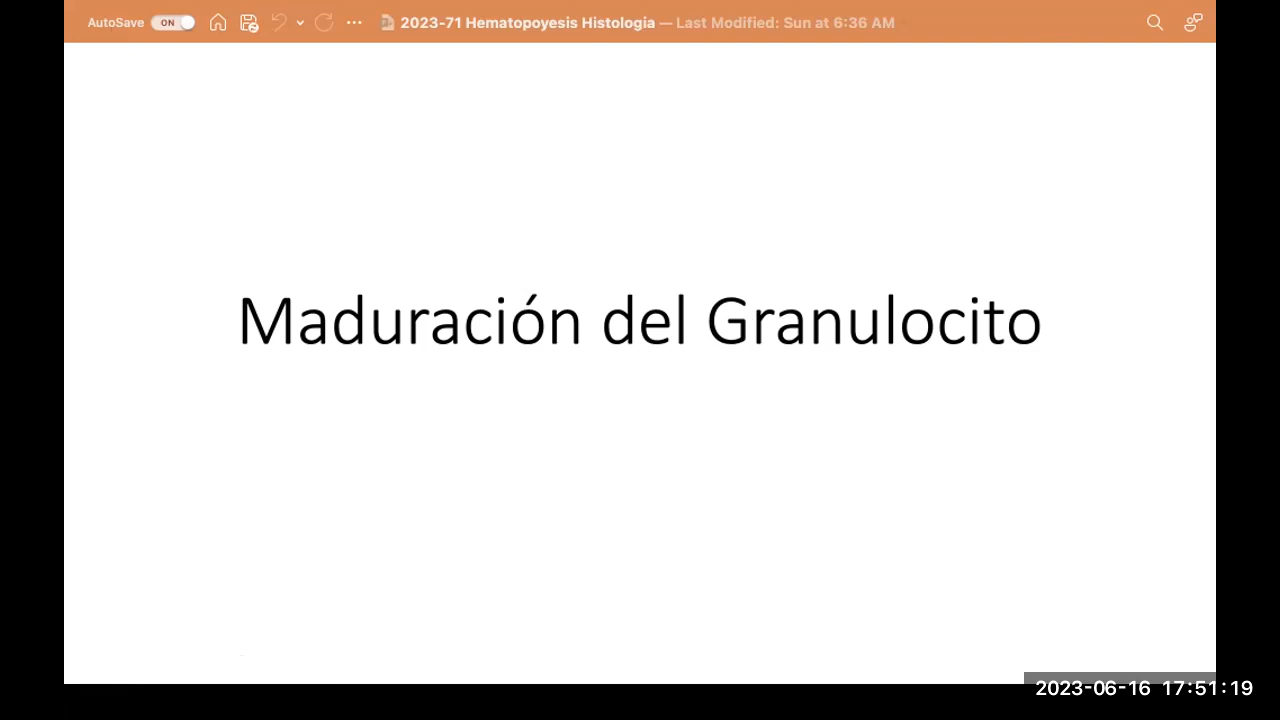 AutoSave ON ··· 2023-71 Hematopoyesis Histologia — Last Modified: Sun at 6:36 AM
Maduración del Granulocito
2023-06-16 17:51:19